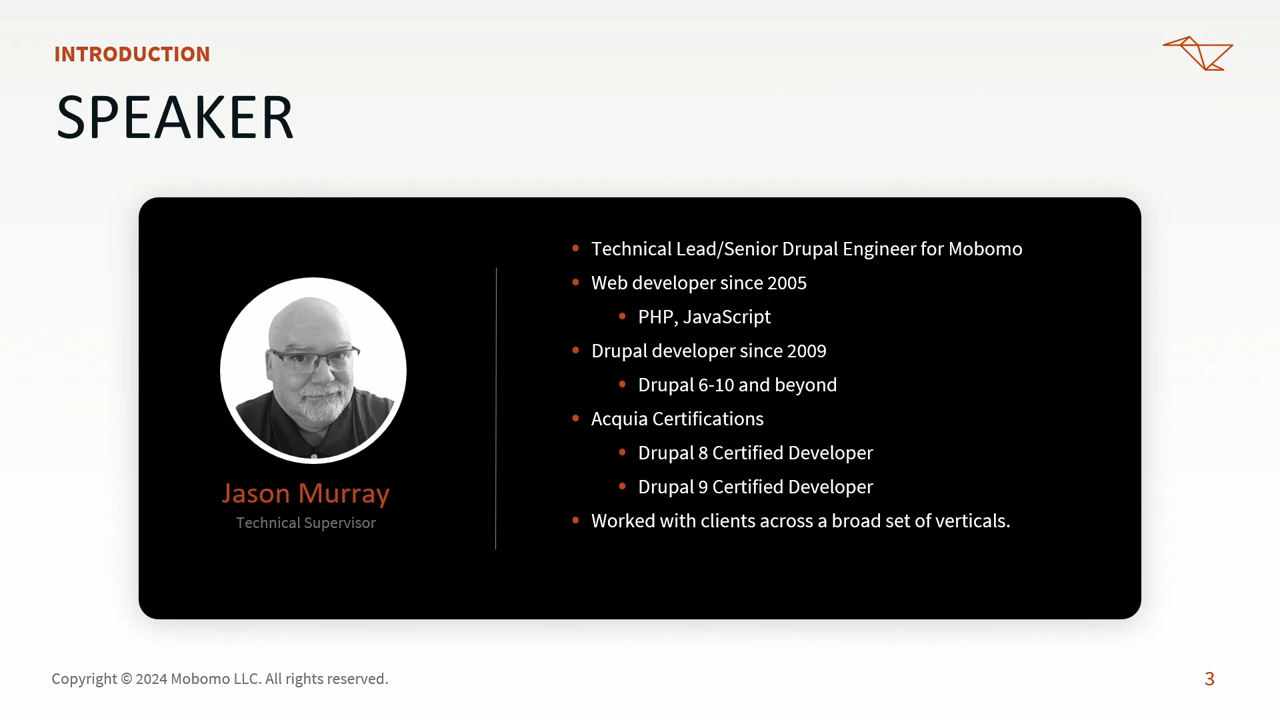 INTRODUCTION
SPEAKER
Jason Murray
Technical Supervisor
Technical Lead/Senior Drupal Engineer for Mobomo
Web developer since 2005
PHP, JavaScript
Drupal developer since 2009
Drupal 6-10 and beyond
Acquia Certifications
Drupal 8 Certified Developer
Drupal 9 Certified Developer
Worked with clients across a broad set of verticals.
Copyright © 2024 Mobomo LLC. All rights reserved.
3